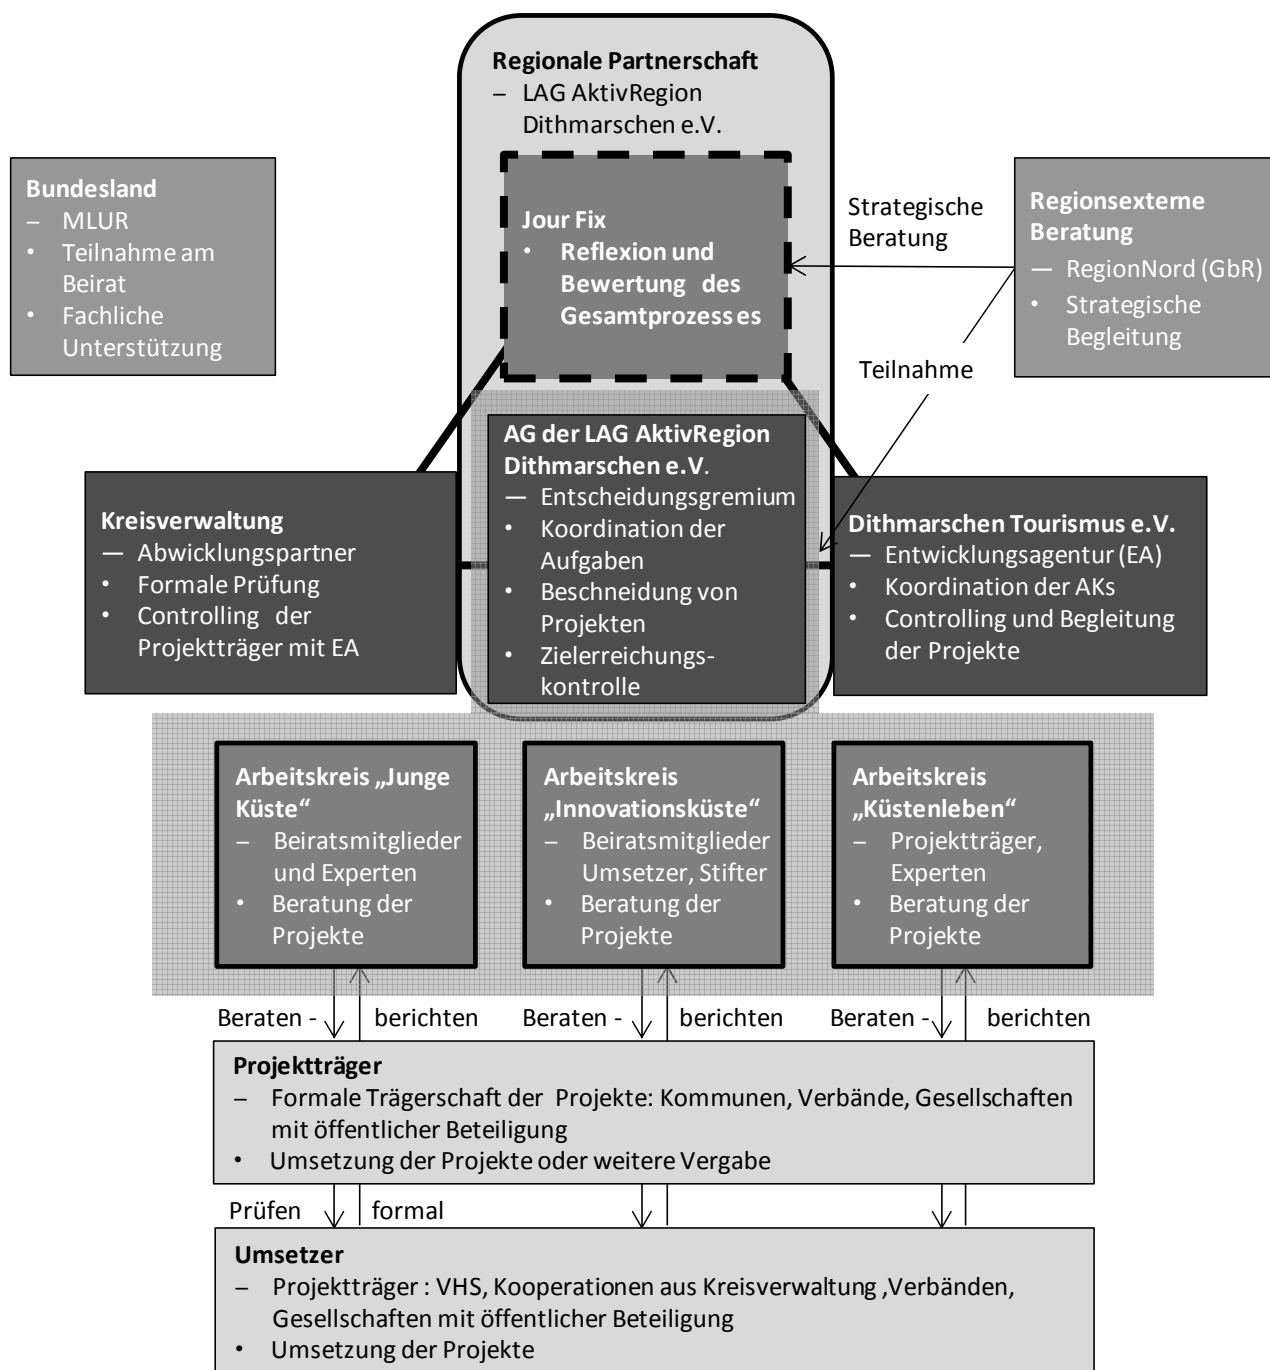 Regionale Partnerschaft
– LAG AktivRegion
Dithmarschen e.V.
Bundesland
– MLUR
• Teilnahme am
Beirat
• Fachliche
Unterstützung
Jour Fix
• Reflexion und
Bewertung des
Gesamtprozesses
Strategische
Beratung
Teilnahme
Regionsexterne
Beratung
— RegionNord (GbR)
• Strategische
Begleitung
Kreisverwaltung
— Abwicklungspartner
• Formale Prüfung
• Controlling der
Projektträger mit EA
AG der LAG AktivRegion
Dithmarschen e.V.
— Entscheidungsgremium
• Koordination der
Aufgaben
• Beschneidung von
Projekten
• Zielerreichungs-
kontrolle
Dithmarschen Tourismus e.V.
— Entwicklungsagentur (EA)
• Koordination der AKs
• Controlling und Begleitung
der Projekte
Arbeitskreis „Junge
Küste“
– Beiratsmitglieder
und Experten
• Beratung der
Projekte
Arbeitskreis
„Innovationsküste“
– Beiratsmitglieder
Umsetzer, Stifter
• Beratung der
Projekte
Arbeitskreis
„Küstenleben“
– Projektträger,
Experten
• Beratung der
Projekte
Beraten - berichten
Beraten - berichten
Beraten - berichten
Projektträger
– Formale Trägerschaft der Projekte: Kommunen, Verbände, Gesellschaften
mit öffentlicher Beteiligung
• Umsetzung der Projekte oder weitere Vergabe
Prüfen formal
Umsetzer
– Projektträger : VHS, Kooperationen aus Kreisverwaltung ,Verbänden,
Gesellschaften mit öffentlicher Beteiligung
• Umsetzung der Projekte